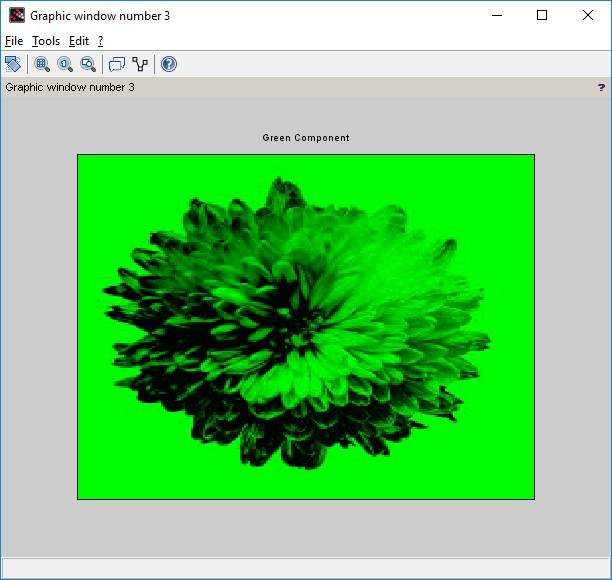 Graphic window number 3
File Tools Edit ?
Graphic window number 3 ?
Green Component